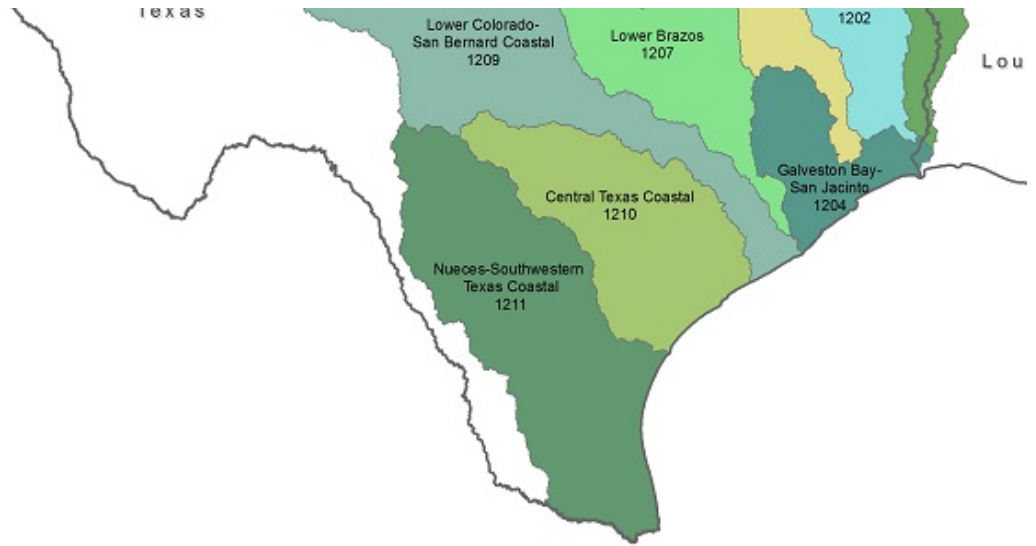 Texas
Lower Colorado-
San Bernard Coastal
1209
Lower Brazos
1207
1202
Lou
Galveston Bay-
San Jacinto
1204
Central Texas Coastal
1210
Nueces-Southwestern
Texas Coastal
1211